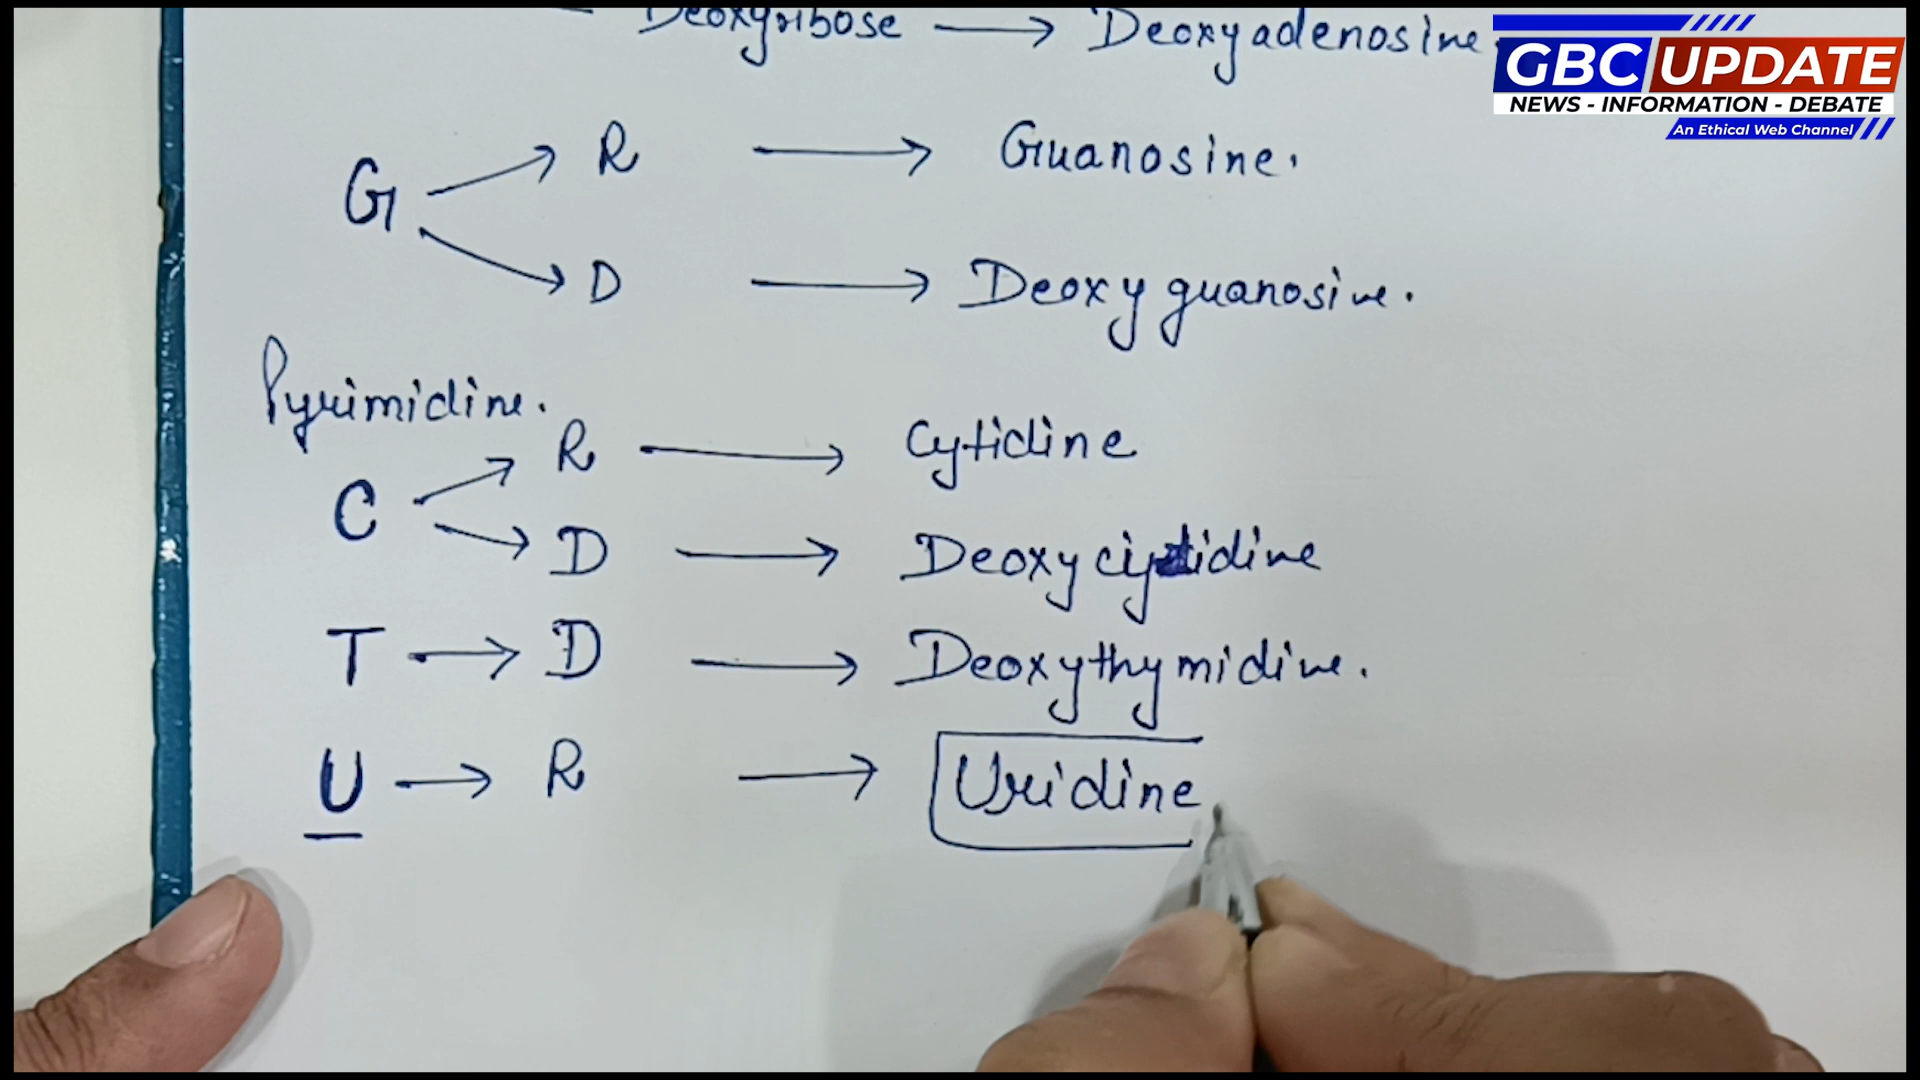 Deoxyribose → Deoxyadenosine.
GBC UPDATE
NEWS - INFORMATION - DEBATE
An Ethical Web Channel
G → R → Guanosine.
→ D → Deoxyguanosine.
Pyrimidine.
C → R → Cytidine
→ D → Deoxycytidine
T → D → Deoxythymidine.
U → R → Uridine